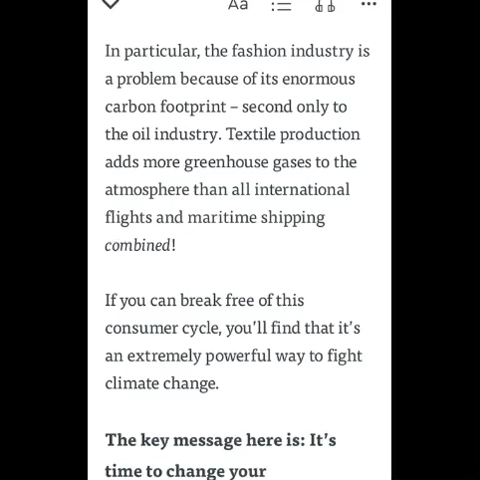 Aa
In particular, the fashion industry is
a problem because of its enormous
carbon footprint – second only to
the oil industry. Textile production
adds more greenhouse gases to the
atmosphere than all international
flights and maritime shipping
combined!
If you can break free of this
consumer cycle, you'll find that it's
an extremely powerful way to fight
climate change.
The key message here is: It's
time to change your